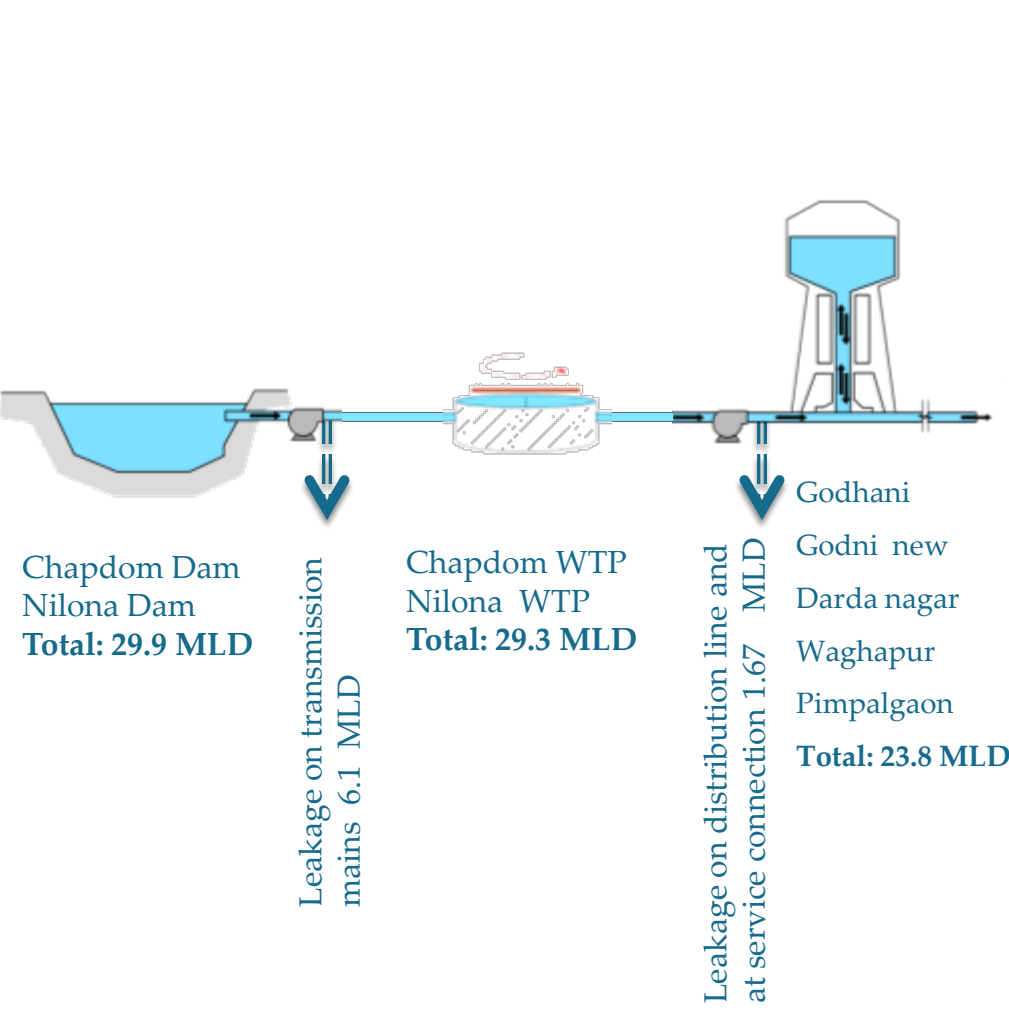 Chapdom Dam
Nilona Dam
Total: 29.9 MLD
Leakage on transmission
mains 6.1 MLD
Chapdom WTP
Nilona WTP
Total: 29.3 MLD
Leakage on distribution line and
at service connection 1.67 MLD
Godhani
Godni new
Darda nagar
Waghapur
Pimpalgaon
Total: 23.8 MLD